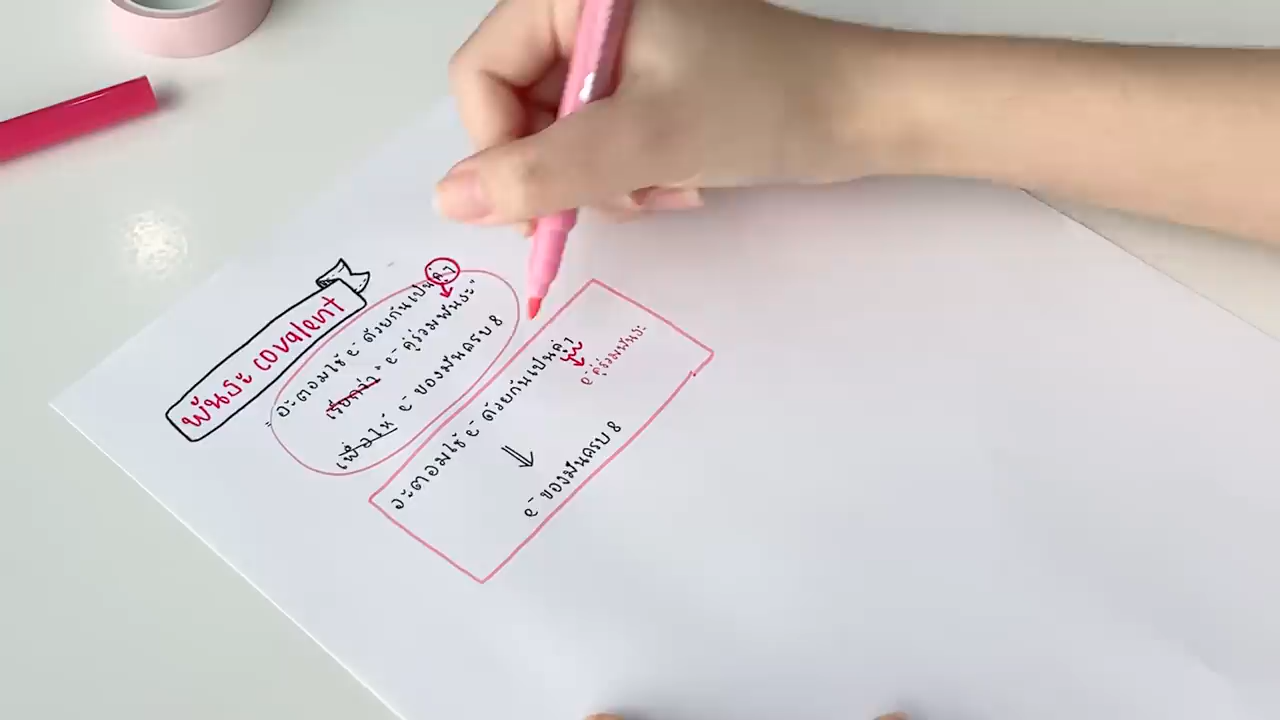 พันธะ covalent
"อะตอมใช้ e⁻ ด้วยกันเป็นคู่ๆ
เรียกว่า "e⁻ คู่ร่วมพันธะ"
เพื่อให้ e⁻ ของมันครบ 8
อะตอมใช้ e⁻ ด้วยกันเป็นคู่ๆ
e⁻ คู่ร่วมพันธะ
e⁻ ของมันครบ 8